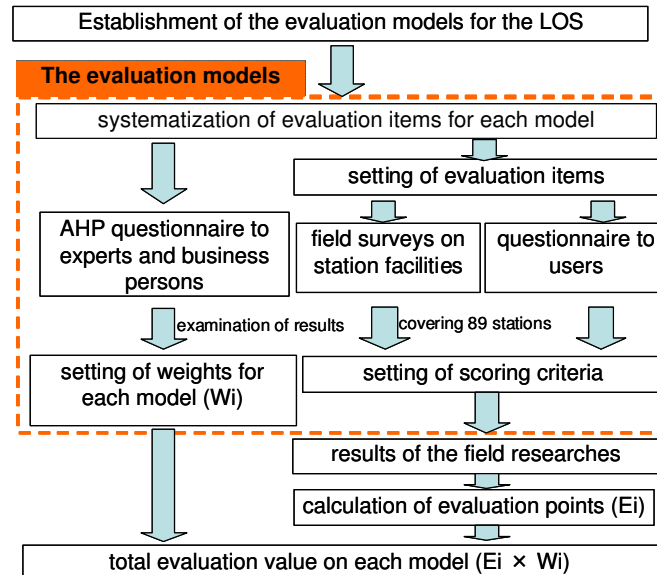 Establishment of the evaluation models for the LOS
The evaluation models
systematization of evaluation items for each model
setting of evaluation items
AHP questionnaire to
experts and business
persons
field surveys on
station facilities
questionnaire to
users
examination of results
covering 89 stations
setting of weights for
each model (Wi)
setting of scoring criteria
results of the field researches
calculation of evaluation points (Ei)
total evaluation value on each model (Ei × Wi)